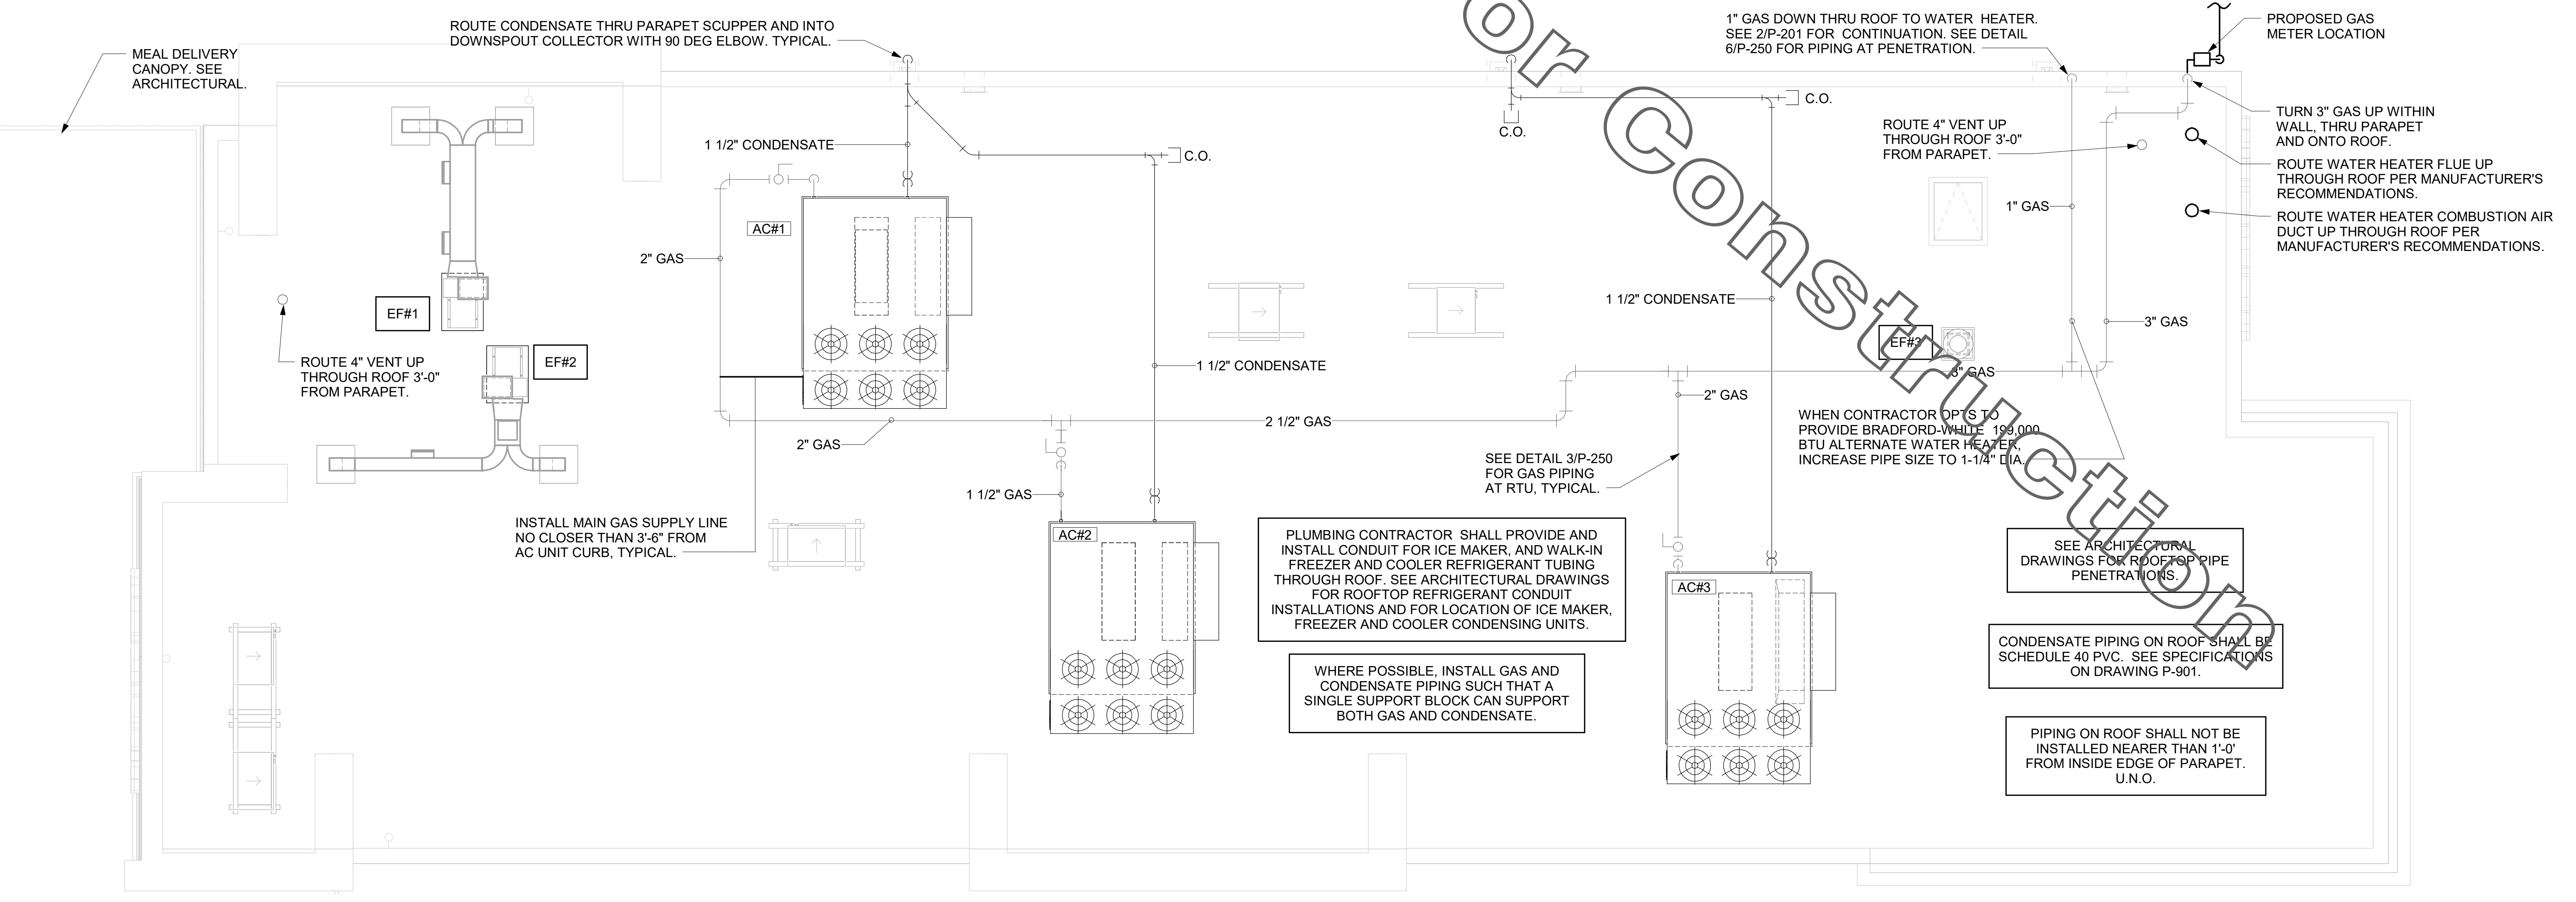 ROUTE CONDENSATE THRU PARAPET SCUPPER AND INTO
DOWNSPOUT COLLECTOR WITH 90 DEG ELBOW. TYPICAL.
1" GAS DOWN THRU ROOF TO WATER HEATER.
SEE 2/P-201 FOR CONTINUATION. SEE DETAIL
6/P-250 FOR PIPING AT PENETRATION.
PROPOSED GAS
METER LOCATION
MEAL DELIVERY
CANOPY. SEE
ARCHITECTURAL.
C.O.
C.O.
C.O.
TURN 3" GAS UP WITHIN
WALL, THRU PARAPET
AND ONTO ROOF.
ROUTE 4" VENT UP
THROUGH ROOF 3'-0"
FROM PARAPET.
1 1/2" CONDENSATE
ROUTE WATER HEATER FLUE UP
THROUGH ROOF PER MANUFACTURER'S
RECOMMENDATIONS.
1" GAS
ROUTE WATER HEATER COMBUSTION AIR
DUCT UP THROUGH ROOF PER
MANUFACTURER'S RECOMMENDATIONS.
AC#1
2" GAS
1 1/2" CONDENSATE
EF#1
3" GAS
EF#3
ROUTE 4" VENT UP
THROUGH ROOF 3'-0"
FROM PARAPET.
EF#2
1 1/2" CONDENSATE
3" GAS
2" GAS
2 1/2" GAS
2" GAS
WHEN CONTRACTOR OPTS TO
PROVIDE BRADFORD-WHITE 199,000
BTU ALTERNATE WATER HEATER,
INCREASE PIPE SIZE TO 1-1/4" DIA.
SEE DETAIL 3/P-250
FOR GAS PIPING
AT RTU, TYPICAL.
1 1/2" GAS
INSTALL MAIN GAS SUPPLY LINE
NO CLOSER THAN 3'-6" FROM
AC UNIT CURB, TYPICAL.
AC#2
PLUMBING CONTRACTOR SHALL PROVIDE AND
INSTALL CONDUIT FOR ICE MAKER, AND WALK-IN
FREEZER AND COOLER REFRIGERANT TUBING
THROUGH ROOF. SEE ARCHITECTURAL DRAWINGS
FOR ROOFTOP REFRIGERANT CONDUIT
INSTALLATIONS AND FOR LOCATION OF ICE MAKER,
FREEZER AND COOLER CONDENSING UNITS.
AC#3
SEE ARCHITECTURAL
DRAWINGS FOR ROOFTOP PIPE
PENETRATIONS.
WHERE POSSIBLE, INSTALL GAS AND
CONDENSATE PIPING SUCH THAT A
SINGLE SUPPORT BLOCK CAN SUPPORT
BOTH GAS AND CONDENSATE.
CONDENSATE PIPING ON ROOF SHALL BE
SCHEDULE 40 PVC. SEE SPECIFICATIONS
ON DRAWING P-901.
PIPING ON ROOF SHALL NOT BE
INSTALLED NEARER THAN 1'-0'
FROM INSIDE EDGE OF PARAPET.
U.N.O.
or Construction